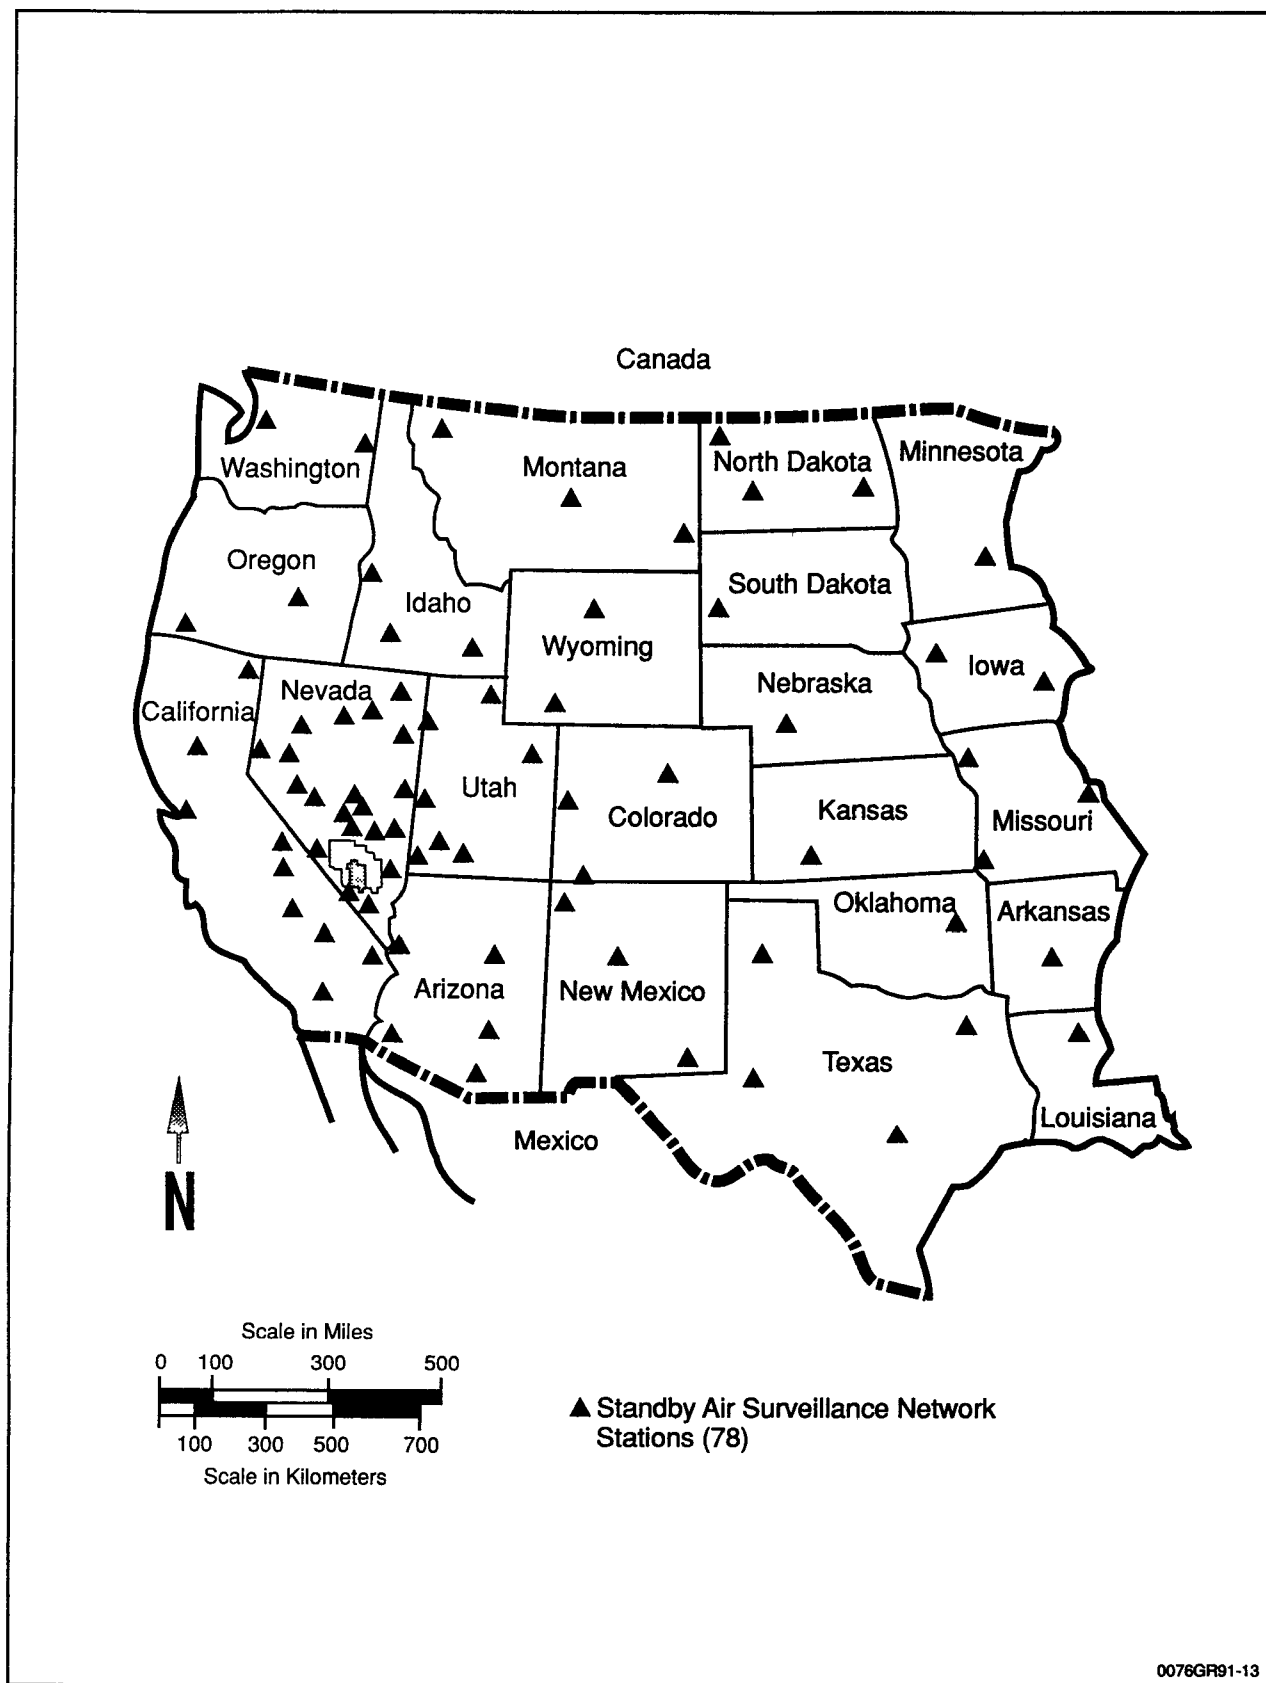 Canada
Washington
Montana
North Dakota
Minnesota
Oregon
Idaho
South Dakota
Wyoming
Iowa
Nevada
Nebraska
California
Utah
Colorado
Kansas
Missouri
Oklahoma
Arkansas
Arizona
New Mexico
Texas
Louisiana
Mexico
N
Scale in Miles
0 100 300 500
100 300 500 700
Scale in Kilometers
Standby Air Surveillance Network
Stations (78)
0076GR91-13